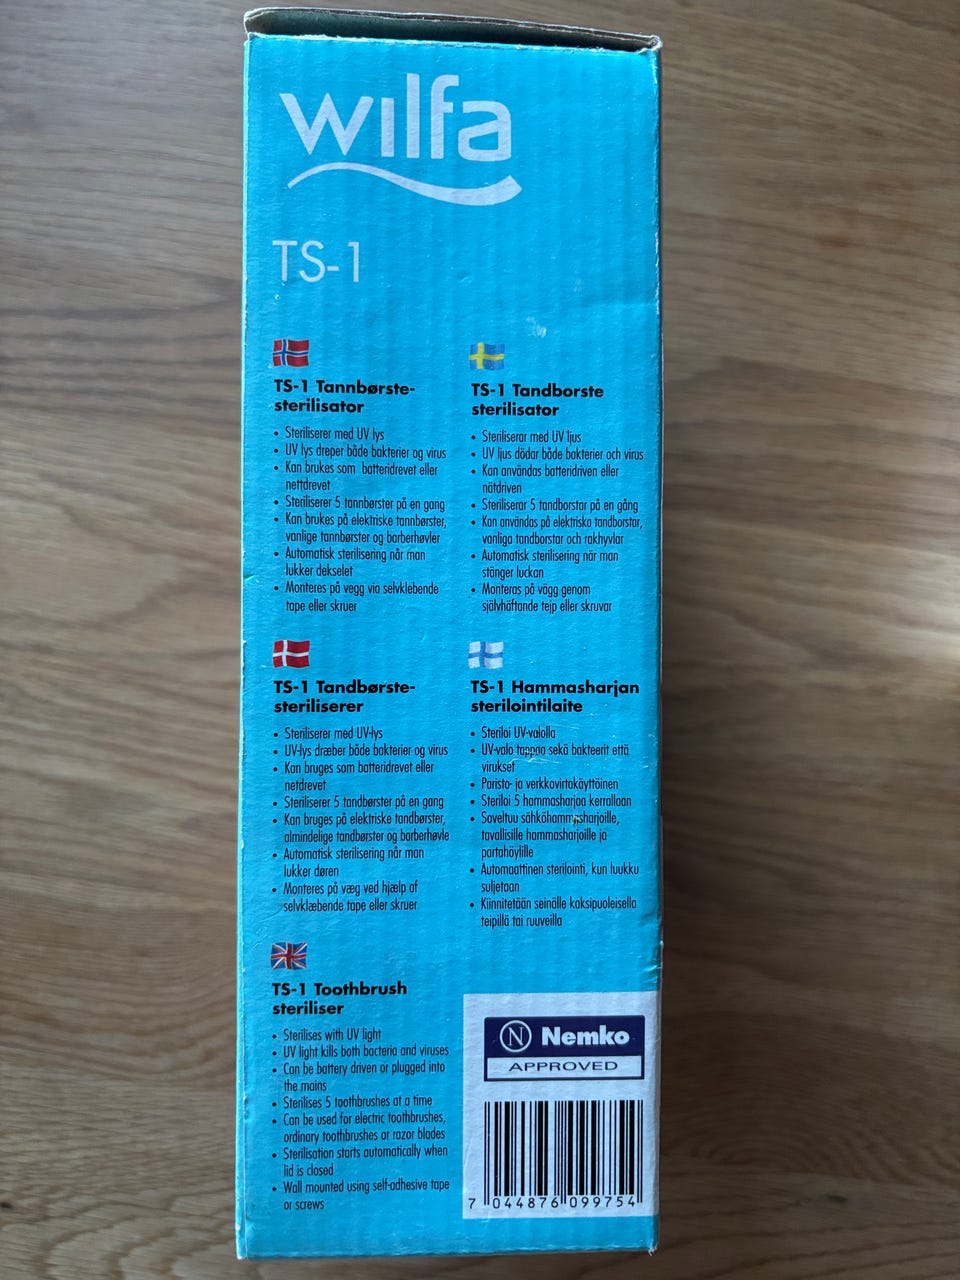 wilfa
TS-1
TS-1 Tannbørste-
sterilisator
• Steriliserer med UV lys
• UV lys dreper både bakterier og virus
• Kan brukes som batteridrevet eller
nettdrevet
• Steriliserer 5 tannbørster på en gang
• Kan brukes på elektriske tannbørster,
vanlige tannbørster og barberhøvler
• Automatisk sterilisering når man
lukker dekselet
• Monteres på vegg via selvklebende
tape eller skruer
TS-1 Tandborste
sterilisator
• Steriliserar med UV ljus
• UV ljus dödar både bakterier och virus
• Kan användas batteridriven eller
nätdriven
• Steriliserar 5 tandborstar på en gång
• Kan användas på elektriska tandborstar,
vanliga tandborstar och rakhyvlar
• Automatisk sterilisering när man
stänger luckan
• Monteras på vägg genom
självhäftande tejp eller skruvar
TS-1 Tandbørste-
steriliserer
• Steriliserer med UV-lys
• UV-lys dræber både bakterier og virus
• Kan bruges som batteridrevet eller
netdrevet
• Steriliserer 5 tandbørster på en gang
• Kan bruges på elektriske tandbørster,
almindelige tandbørster og barberhøvle
• Automatisk sterilisering når man
lukker døren
• Monteres på væg ved hjælp af
selvklæbende tape eller skruer
TS-1 Hammasharjan
sterilointilaite
• Steriloi UV-valolla
• UV-valo tappaa sekä bakteerit että
virukset
• Paristo- ja verkkovirtakäyttöinen
• Steriloi 5 hammasharjaa kerrallaan
• Soveltuu sähköhammasharjoille,
tavallisille hammasharjoille ja
partahöylille
• Automaattinen sterilointi, kun luukku
suljetaan
• Kiinnitetään seinälle kaksipuoleisella
teipillä tai ruuveilla
TS-1 Toothbrush
steriliser
• Sterilises with UV light
• UV light kills both bacteria and viruses
• Can be battery driven or plugged into
the mains
• Sterilises 5 toothbrushes at a time
• Can be used for electric toothbrushes,
ordinary toothbrushes or razor blades
• Sterilisation starts automatically when
lid is closed
• Wall mounted using self-adhesive tape
or screws
N Nemko
APPROVED
7 044876 099754